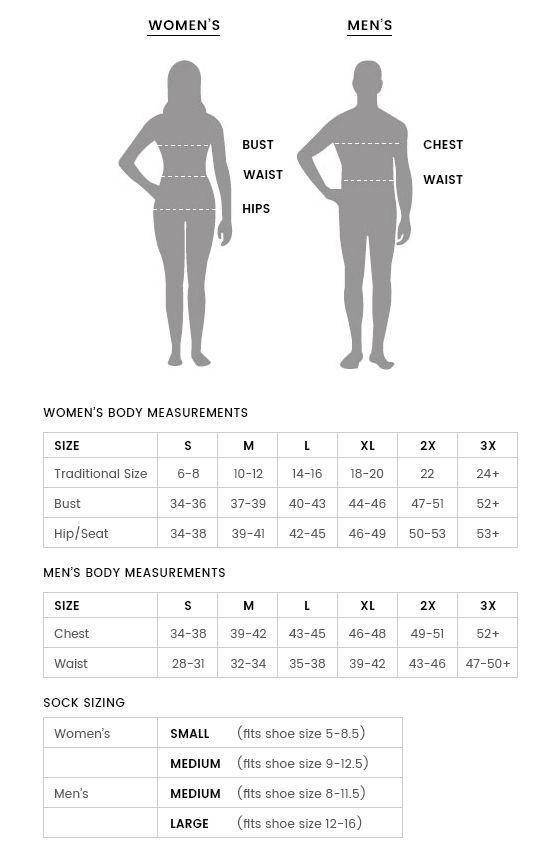 WOMEN'S MEN'S
BUST CHEST
WAIST WAIST
HIPS
WOMEN'S BODY MEASUREMENTS
SIZE S M L XL 2X 3X
Traditional Size 6-8 10-12 14-16 18-20 22 24+
Bust 34-36 37-39 40-43 44-46 47-51 52+
Hip/Seat 34-38 39-41 42-45 46-49 50-53 53+
MEN'S BODY MEASUREMENTS
SIZE S M L XL 2X 3X
Chest 34-38 39-42 43-45 46-48 49-51 52+
Waist 28-31 32-34 35-38 39-42 43-46 47-50+
SOCK SIZING
Women's SMALL (fits shoe size 5-8.5)
MEDIUM (fits shoe size 9-12.5)
Men's MEDIUM (fits shoe size 8-11.5)
LARGE (fits shoe size 12-16)